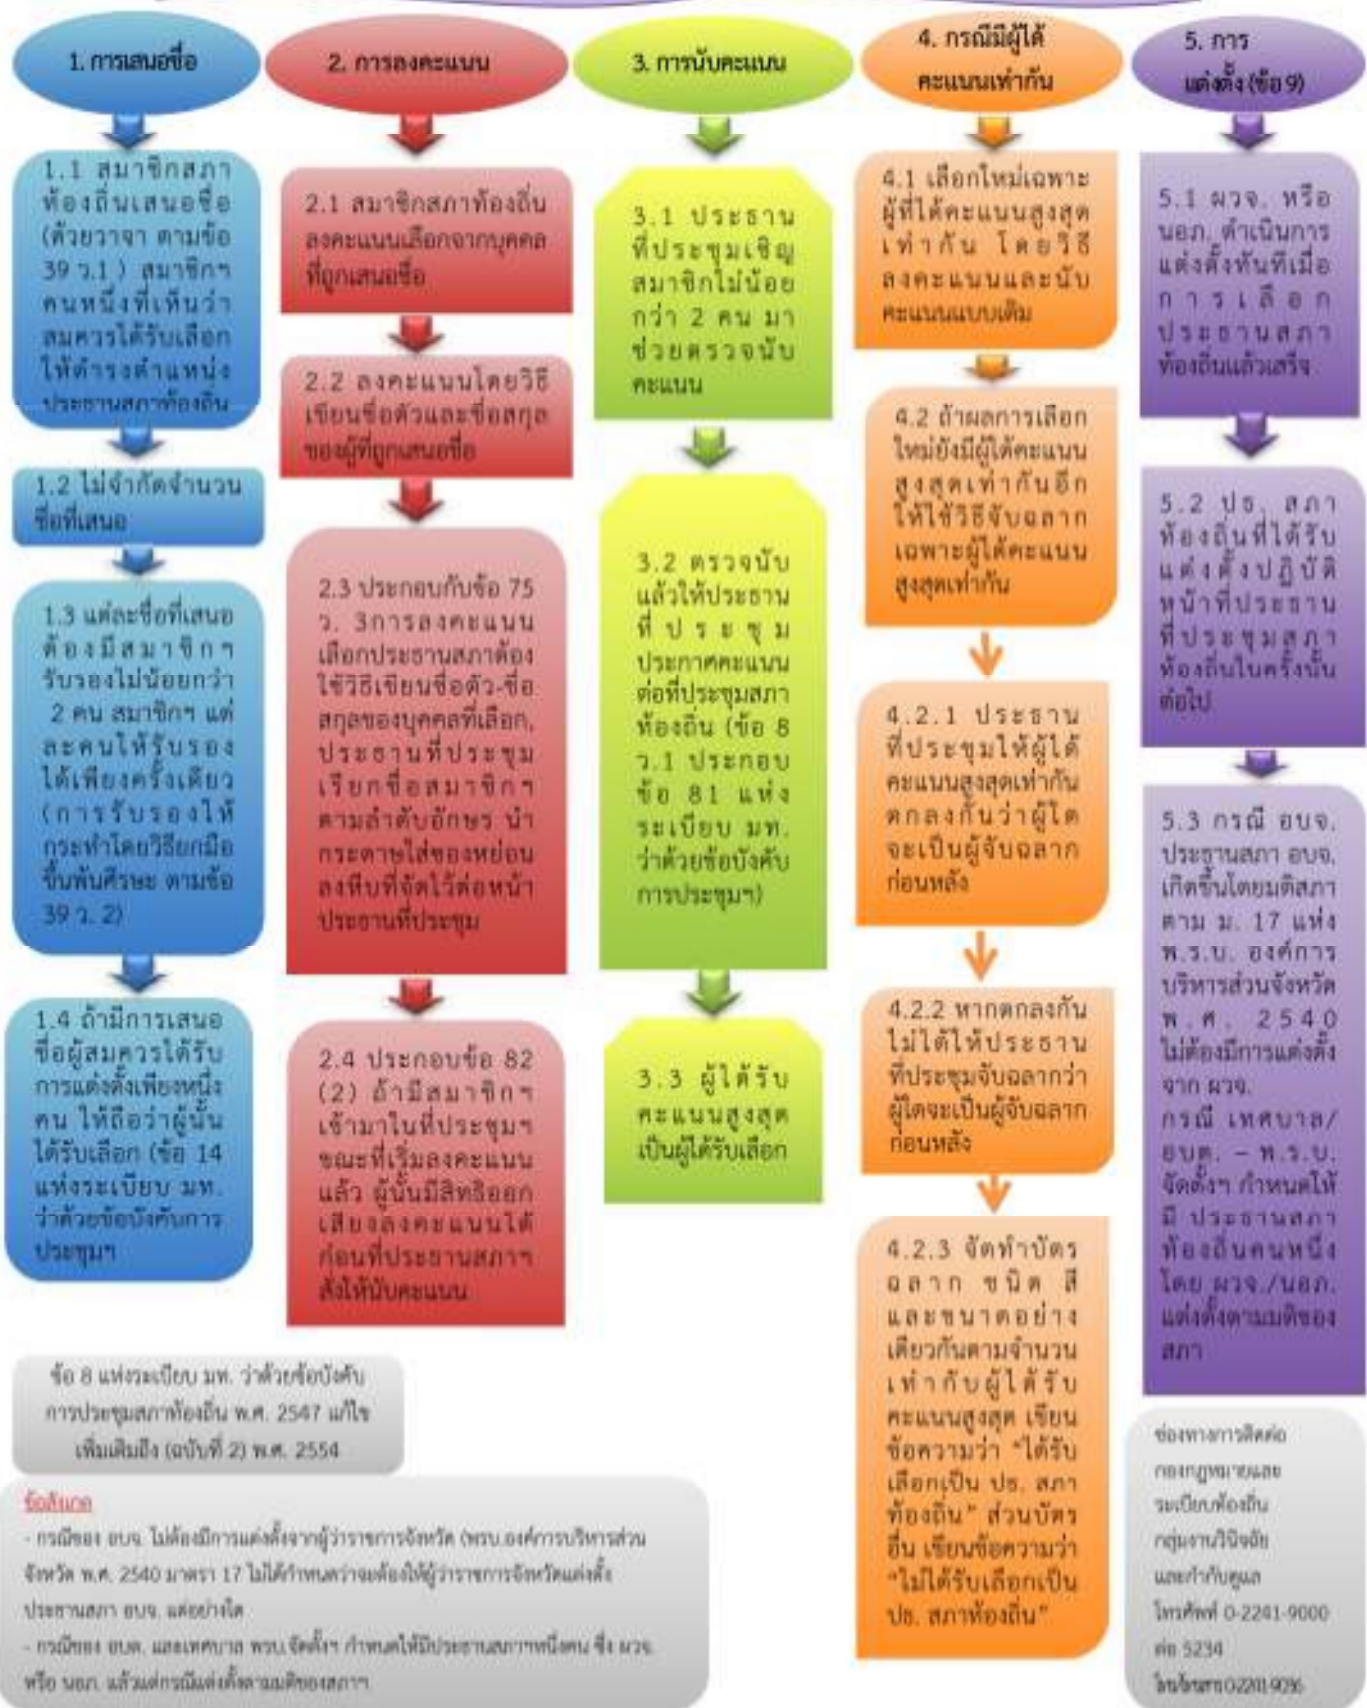 1. การเสนอชื่อ
1.1 สมาชิกสภา
ท้องถิ่นเสนอชื่อ
(ด้วยวาจา ตามข้อ
39 ว.1 ) สมาชิกฯ
คนหนึ่งที่เห็นว่า
สมควรได้รับเลือก
ให้ดำรงตำแหน่ง
ประธานสภาท้องถิ่น
1.2 ไม่จำกัดจำนวน
ชื่อที่เสนอ
1.3 แต่ละชื่อที่เสนอ
ต้องมีสมาชิกฯ
รับรองไม่น้อยกว่า
2 คน สมาชิกฯ แต่
ละคนให้รับรอง
ได้เพียงครั้งเดียว
(การรับรองให้
กระทำโดยวิธียกมือ
ขึ้นพ้นศีรษะ ตามข้อ
39 ว. 2)
1.4 ถ้ามีการเสนอ
ชื่อผู้สมควรได้รับ
การแต่งตั้งเพียงหนึ่ง
คน ให้ถือว่าผู้นั้น
ได้รับเลือก (ข้อ 14
แห่งระเบียบ มท.
ว่าด้วยข้อบังคับการ
ประชุมฯ
2. การลงคะแนน
2.1 สมาชิกสภาท้องถิ่น
ลงคะแนนเลือกจากบุคคล
ที่ถูกเสนอชื่อ
2.2 ลงคะแนนโดยวิธี
เขียนชื่อตัวและชื่อสกุล
ของผู้ที่ถูกเสนอชื่อ
2.3 ประกอบกับข้อ 75
ว. 3การลงคะแนน
เลือกประธานสภาต้อง
ใช้วิธีเขียนชื่อตัว-ชื่อ
สกุลของบุคคลที่เลือก,
ประธานที่ประชุม
เรียกชื่อสมาชิกฯ
ตามลำดับอักษร นำ
กระดาษใส่ซองหย่อน
ลงหีบที่จัดไว้ต่อหน้า
ประธานที่ประชุม
2.4 ประกอบข้อ 82
(2) ถ้ามีสมาชิกฯ
เข้ามาในที่ประชุมฯ
ขณะที่เริ่มลงคะแนน
แล้ว ผู้นั้นมีสิทธิออก
เสียงลงคะแนนได้
ก่อนที่ประธานสภาฯ
สั่งให้นับคะแนน
3. การนับคะแนน
3.1 ประธาน
ที่ประชุมเชิญ
สมาชิกไม่น้อย
กว่า 2 คน มา
ช่วยตรวจนับ
คะแนน
3.2 ตรวจนับ
แล้วให้ประธาน
ที่ประชุม
ประกาศคะแนน
ต่อที่ประชุมสภา
ท้องถิ่น (ข้อ 8
ว.1 ประกอบ
ข้อ 81 แห่ง
ระเบียบ มท.
ว่าด้วยข้อบังคับ
การประชุมฯ)
3.3 ผู้ได้รับ
คะแนนสูงสุด
เป็นผู้ได้รับเลือก
4. กรณีมีผู้ได้
คะแนนเท่ากัน
4.1 เลือกใหม่เฉพาะ
ผู้ที่ได้คะแนนสูงสุด
เท่ากัน โดยวิธี
ลงคะแนนและนับ
คะแนนแบบเดิม
4.2 ถ้าผลการเลือก
ใหม่ยังมีผู้ได้คะแนน
สูงสุดเท่ากันอีก
ให้ใช้วิธีจับฉลาก
เฉพาะผู้ได้คะแนน
สูงสุดเท่ากัน
4.2.1 ประธาน
ที่ประชุมให้ผู้ได้
คะแนนสูงสุดเท่ากัน
ตกลงกันว่าผู้ใด
จะเป็นผู้จับฉลาก
ก่อนหลัง
4.2.2 หากตกลงกัน
ไม่ได้ให้ประธาน
ที่ประชุมจับฉลากว่า
ผู้ใดจะเป็นผู้จับฉลาก
ก่อนหลัง
4.2.3 จัดทำบัตร
ฉลาก ชนิด สี
และขนาดอย่าง
เดียวกันตามจำนวน
เท่ากับผู้ได้รับ
คะแนนสูงสุด เขียน
ข้อความว่า "ได้รับ
เลือกเป็น ปธ. สภา
ท้องถิ่น" ส่วนบัตร
อื่น เขียนข้อความว่า
"ไม่ได้รับเลือกเป็น
ปธ. สภาท้องถิ่น"
5. การ
แต่งตั้ง (ข้อ 9)
5.1 ผวจ. หรือ
นอภ. ดำเนินการ
แต่งตั้งทันทีเมื่อ
การเลือก
ประธานสภา
ท้องถิ่นแล้วเสร็จ
5.2 ปธ. สภา
ท้องถิ่นที่ได้รับ
แต่งตั้งปฏิบัติ
หน้าที่ประธาน
ที่ประชุมสภา
ท้องถิ่นในครั้งนั้น
ต่อไป
5.3 กรณี อบจ.
ประธานสภา อบจ.
เกิดขึ้นโดยมติสภา
ตาม ม. 17 แห่ง
พ.ร.บ. องค์การ
บริหารส่วนจังหวัด
พ.ศ. 2540
ไม่ต้องมีการแต่งตั้ง
จาก ผวจ.
กรณี เทศบาล/
อบต. – พ.ร.บ.
จัดตั้งฯ กำหนดให้
มี ประธานสภา
ท้องถิ่นคนหนึ่ง
โดย ผวจ./นอภ.
แต่งตั้งตามมติของ
สภา
ข้อ 8 แห่งระเบียบ มท. ว่าด้วยข้อบังคับ
การประชุมสภาท้องถิ่น พ.ศ. 2547 แก้ไข
เพิ่มเติมถึง (ฉบับที่ 2) พ.ศ. 2554
ข้อสังเกต
- กรณีของ อบจ. ไม่ต้องมีการแต่งตั้งจากผู้ว่าราชการจังหวัด (พรบ.องค์การบริหารส่วน
จังหวัด พ.ศ. 2540 มาตรา 17 ไม่ได้กำหนดว่าจะต้องให้ผู้ว่าราชการจังหวัดแต่งตั้ง
ประธานสภา อบจ. แต่อย่างใด
- กรณีของ อบต. และเทศบาล พรบ.จัดตั้งฯ กำหนดให้มีประธานสภาฯหนึ่งคน ซึ่ง ผวจ.
หรือ นอภ. แล้วแต่กรณีแต่งตั้งตามมติของสภาฯ
ช่องทางการติดต่อ
กองกฎหมายและ
ระเบียบท้องถิ่น
กลุ่มงานวินิจฉัย
และกำกับดูแล
โทรศัพท์ 0-2241-9000
ต่อ 5234
โทรโทรสาร 0-2241-9036